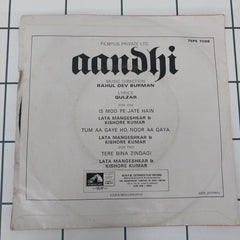 FILMYUG PRIVATE LTD.
7EPE 7098
aandhi
MUSIC DIRECTION
RAHUL DEV BURMAN
LYRICS
GULZAR
SIDE ONE
IS MOD PE JATE HAIN
LATA MANGESHKAR &
KISHORE KUMAR
TUM AA GAYE HO, NOOR AA GAYA
LATA MANGESHKAR &
KISHORE KUMAR
SIDE TWO
TERE BINA ZINDAGI
LATA MANGESHKAR &
KISHORE KUMAR